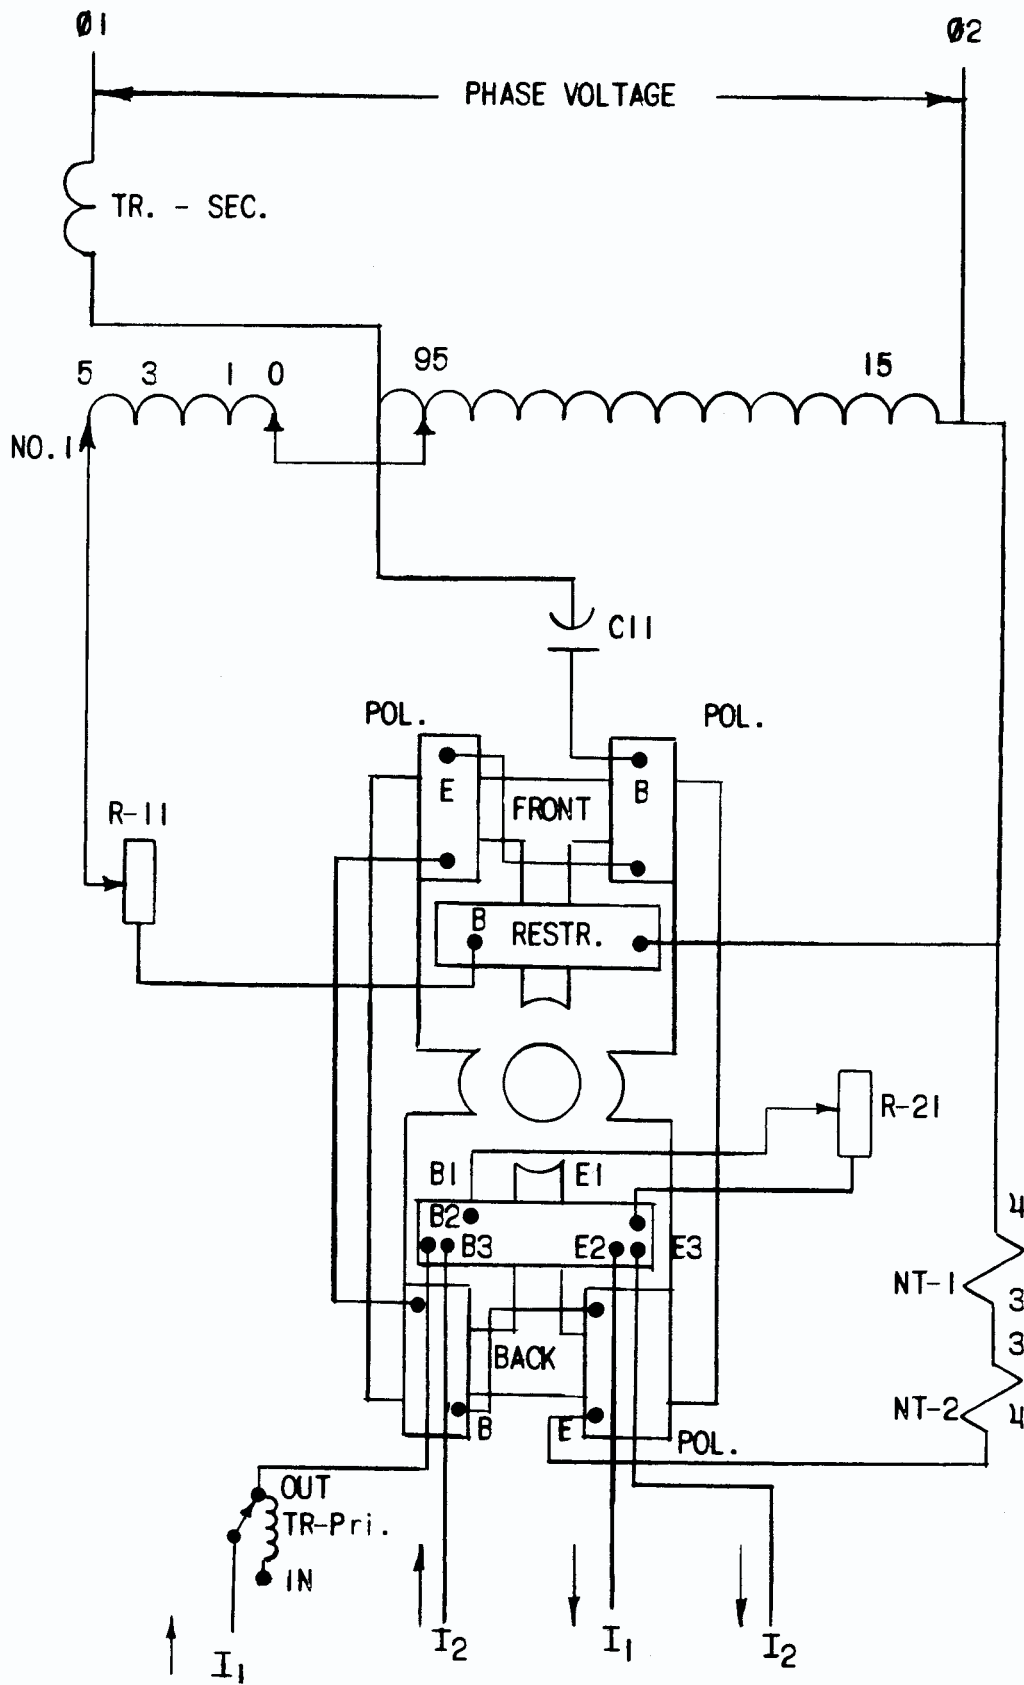 Ø1 Ø2
PHASE VOLTAGE
TR. - SEC.
5 3 1 0 95 15
NO. 1
C11
POL. POL.
E B
FRONT
R-11
B RESTR.
R-21
B1 E1
B2
B3 E2 E3
NT-1
4
3
3
NT-2
4
BACK
B E
POL.
OUT
TR-Pri.
IN
I1 I2 I1 I2